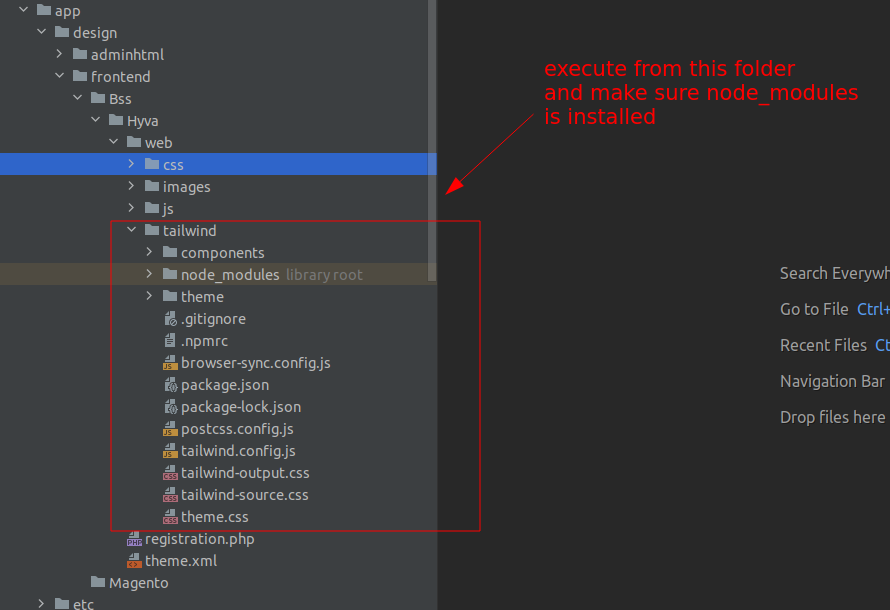 app
design
adminhtml
frontend
Bss
Hyva
web
css
images
js
tailwind
components
node_modules library root
theme
.gitignore
.npmrc
browser-sync.config.js
package.json
package-lock.json
postcss.config.js
tailwind.config.js
tailwind-output.css
tailwind-source.css
theme.css
registration.php
theme.xml
Magento
etc
execute from this folder
and make sure node_modules
is installed
Search Everywh
Go to File Ctrl+
Recent Files Ct
Navigation Bar
Drop files here